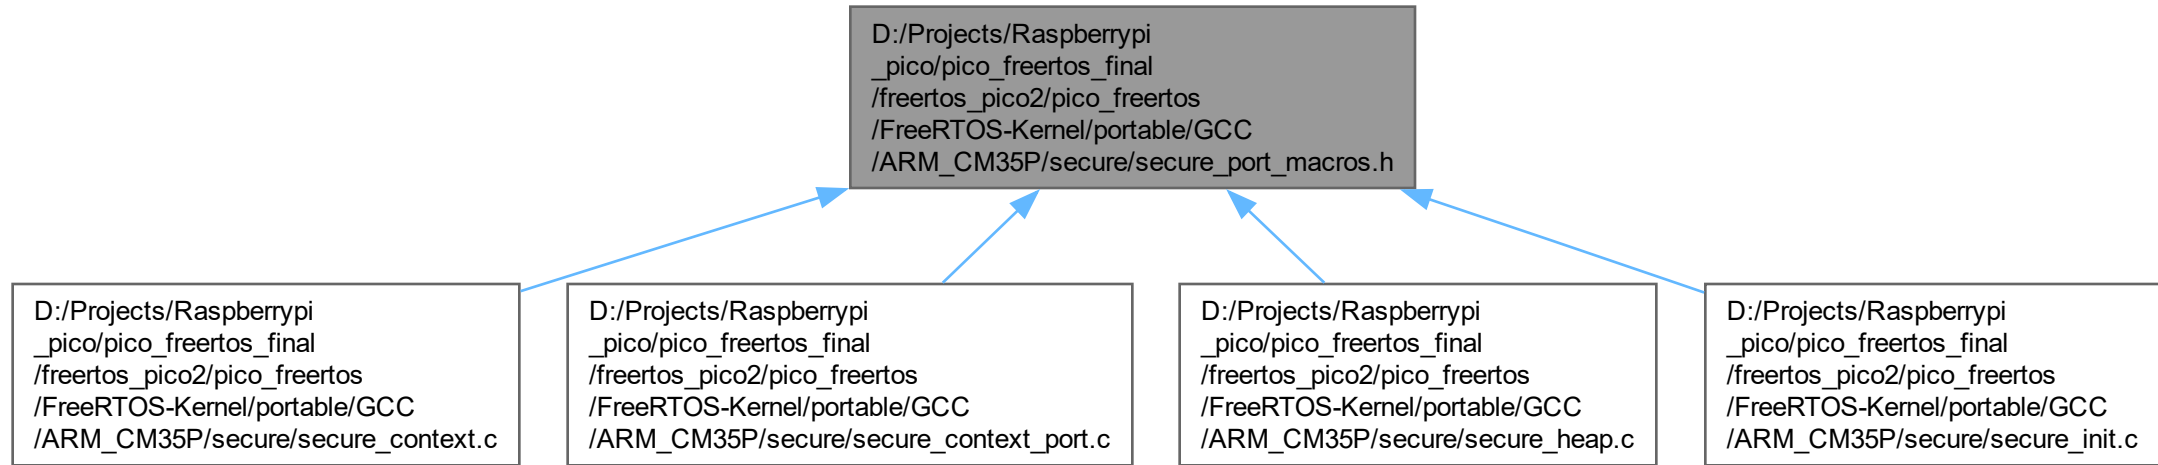 D:/Projects/Raspberrypi
_pico/pico_freertos_final
/freertos_pico2/pico_freertos
/FreeRTOS-Kernel/portable/GCC
/ARM_CM35P/secure/secure_port_macros.h
D:/Projects/Raspberrypi
_pico/pico_freertos_final
/freertos_pico2/pico_freertos
/FreeRTOS-Kernel/portable/GCC
/ARM_CM35P/secure/secure_context.c
D:/Projects/Raspberrypi
_pico/pico_freertos_final
/freertos_pico2/pico_freertos
/FreeRTOS-Kernel/portable/GCC
/ARM_CM35P/secure/secure_context_port.c
D:/Projects/Raspberrypi
_pico/pico_freertos_final
/freertos_pico2/pico_freertos
/FreeRTOS-Kernel/portable/GCC
/ARM_CM35P/secure/secure_heap.c
D:/Projects/Raspberrypi
_pico/pico_freertos_final
/freertos_pico2/pico_freertos
/FreeRTOS-Kernel/portable/GCC
/ARM_CM35P/secure/secure_init.c